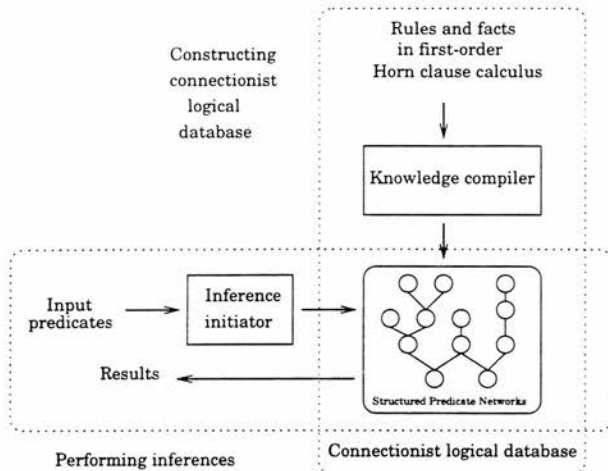 Constructing
connectionist
logical
database
Rules and facts
in first-order
Horn clause calculus
Knowledge compiler
Input
predicates
Inference
initiator
Results
Structured Predicate Networks
Performing inferences
Connectionist logical database